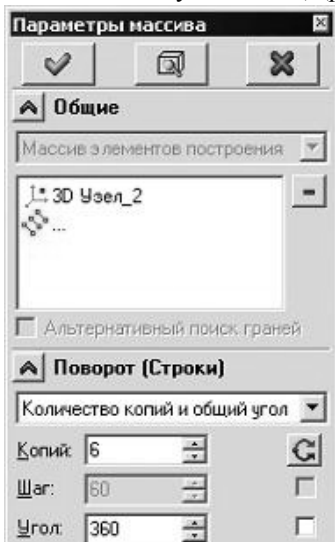 Параметры массива
Общие
Массив элементов построения
3D Узел_2
...
Альтернативный поиск граней
Поворот (Строки)
Количество копий и общий угол
Копий: 6
Шаг: 60
Угол: 360